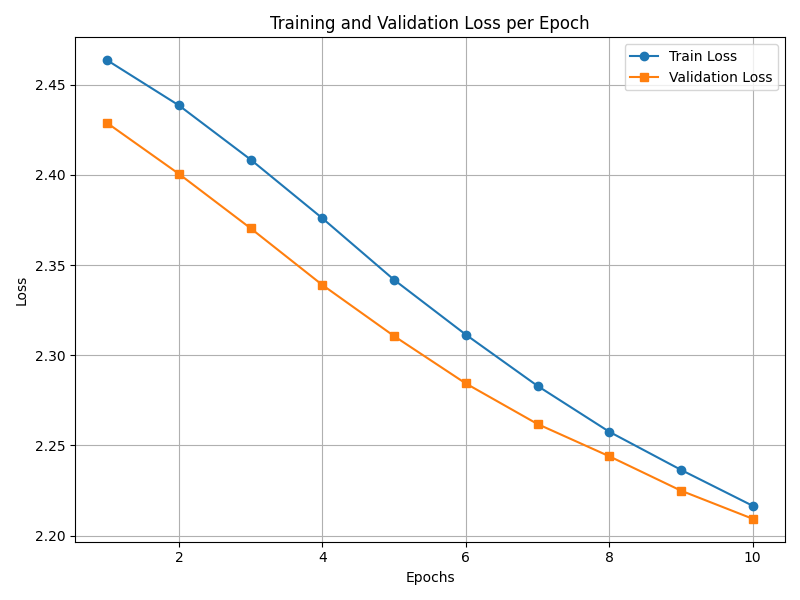 Training and Validation Loss per Epoch
Train Loss
Validation Loss
Loss
2.45
2.40
2.35
2.30
2.25
2.20
2 4 6 8 10
Epochs